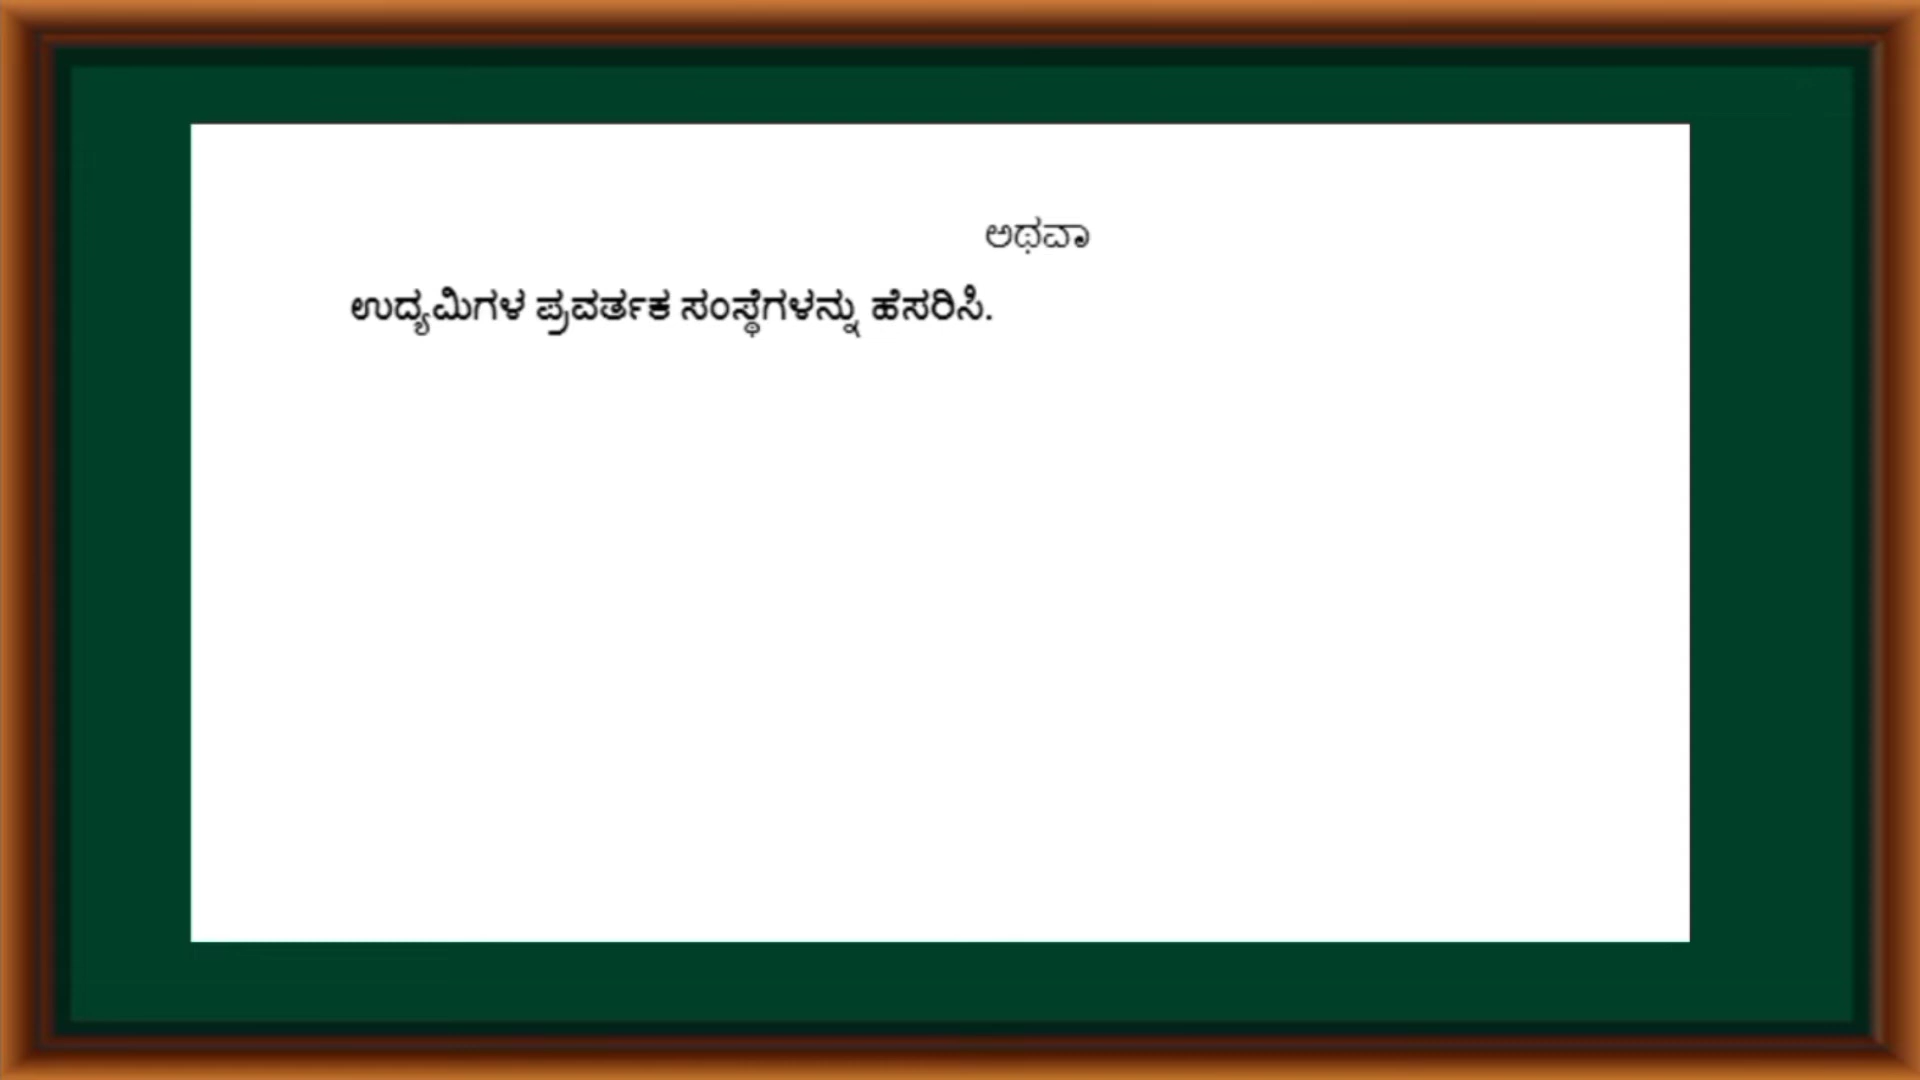 ಅಥವಾ
ಉದ್ಯಮಿಗಳ ಪ್ರವರ್ತಕ ಸಂಸ್ಥೆಗಳನ್ನು ಹೆಸರಿಸಿ.